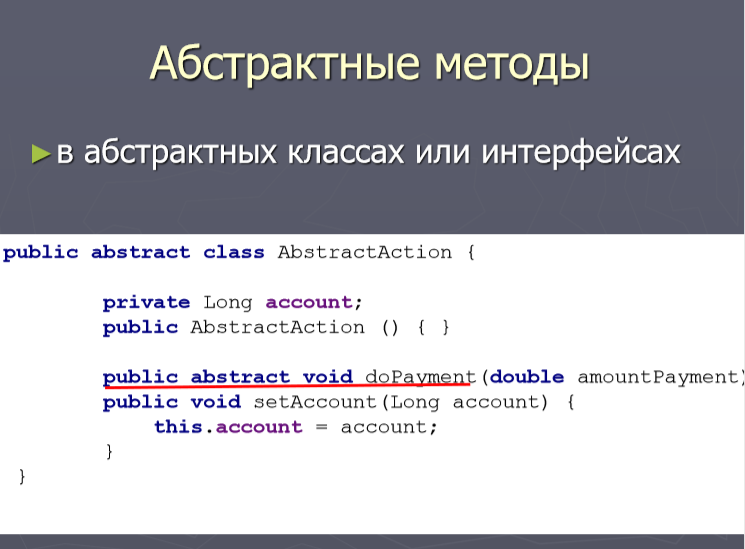 Абстрактные методы
в абстрактных классах или интерфейсах
public abstract class AbstractAction {
private Long account;
public AbstractAction () { }
public abstract void doPayment(double amountPayment)
public void setAccount(Long account) {
this.account = account;
}
}